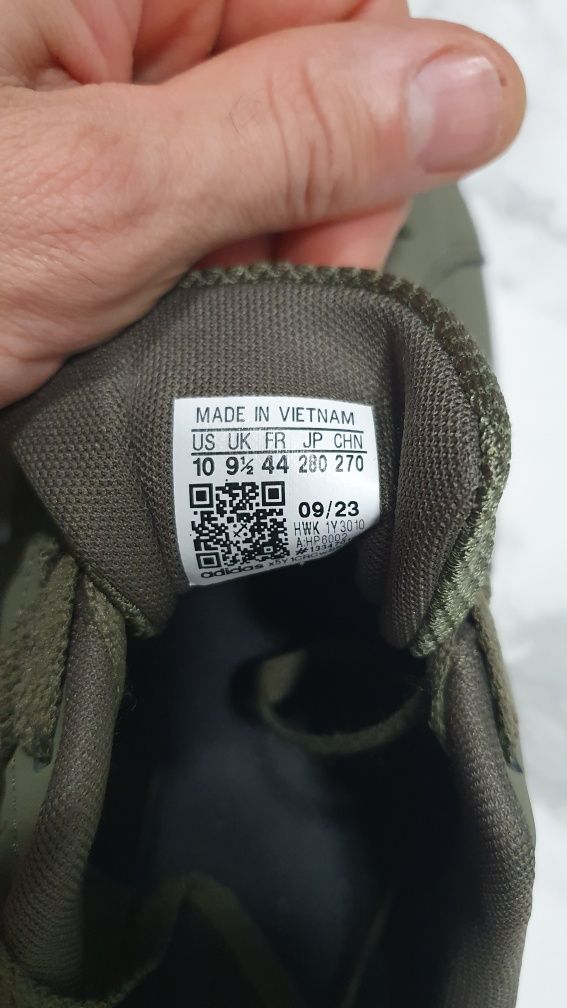 MADE IN VIETNAM
US UK FR JP CHN
10 9½ 44 280 270
09/23
HWK 1Y3010
A:HP6002
adidas